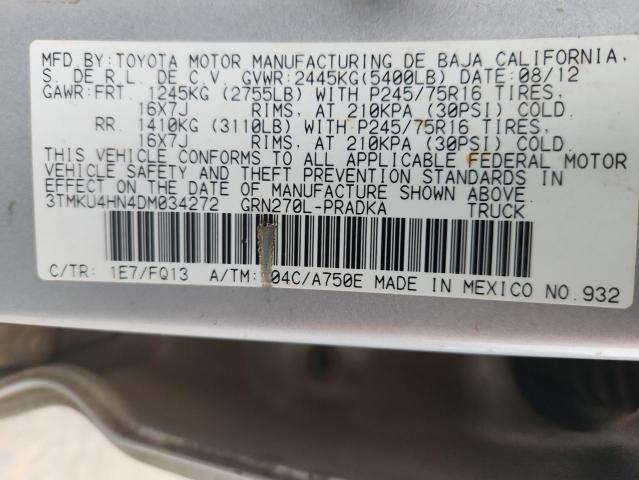 MFD.BY:TOYOTA MOTOR MANUFACTURING DE BAJA CALIFORNIA,
S. DE R.L. DE C.V. GVWR:2445KG(5400LB) DATE:08/12
GAWR:FRT. 1245KG (2755LB) WITH P245/75R16 TIRES,
16X7J RIMS, AT 210KPA (30PSI) COLD.
RR. 1410KG (3110LB) WITH P245/75R16 TIRES,
16X7J RIMS, AT 210KPA (30PSI) COLD.
THIS VEHICLE CONFORMS TO ALL APPLICABLE FEDERAL MOTOR
VEHICLE SAFETY AND THEFT PREVENTION STANDARDS IN
EFFECT ON THE DATE OF MANUFACTURE SHOWN ABOVE.
3TMKU4HN4DM034272 GRN270L-PRADKA TRUCK
C/TR: 1E7/FQ13 A/TM: 04C/A750E MADE IN MEXICO NO.932